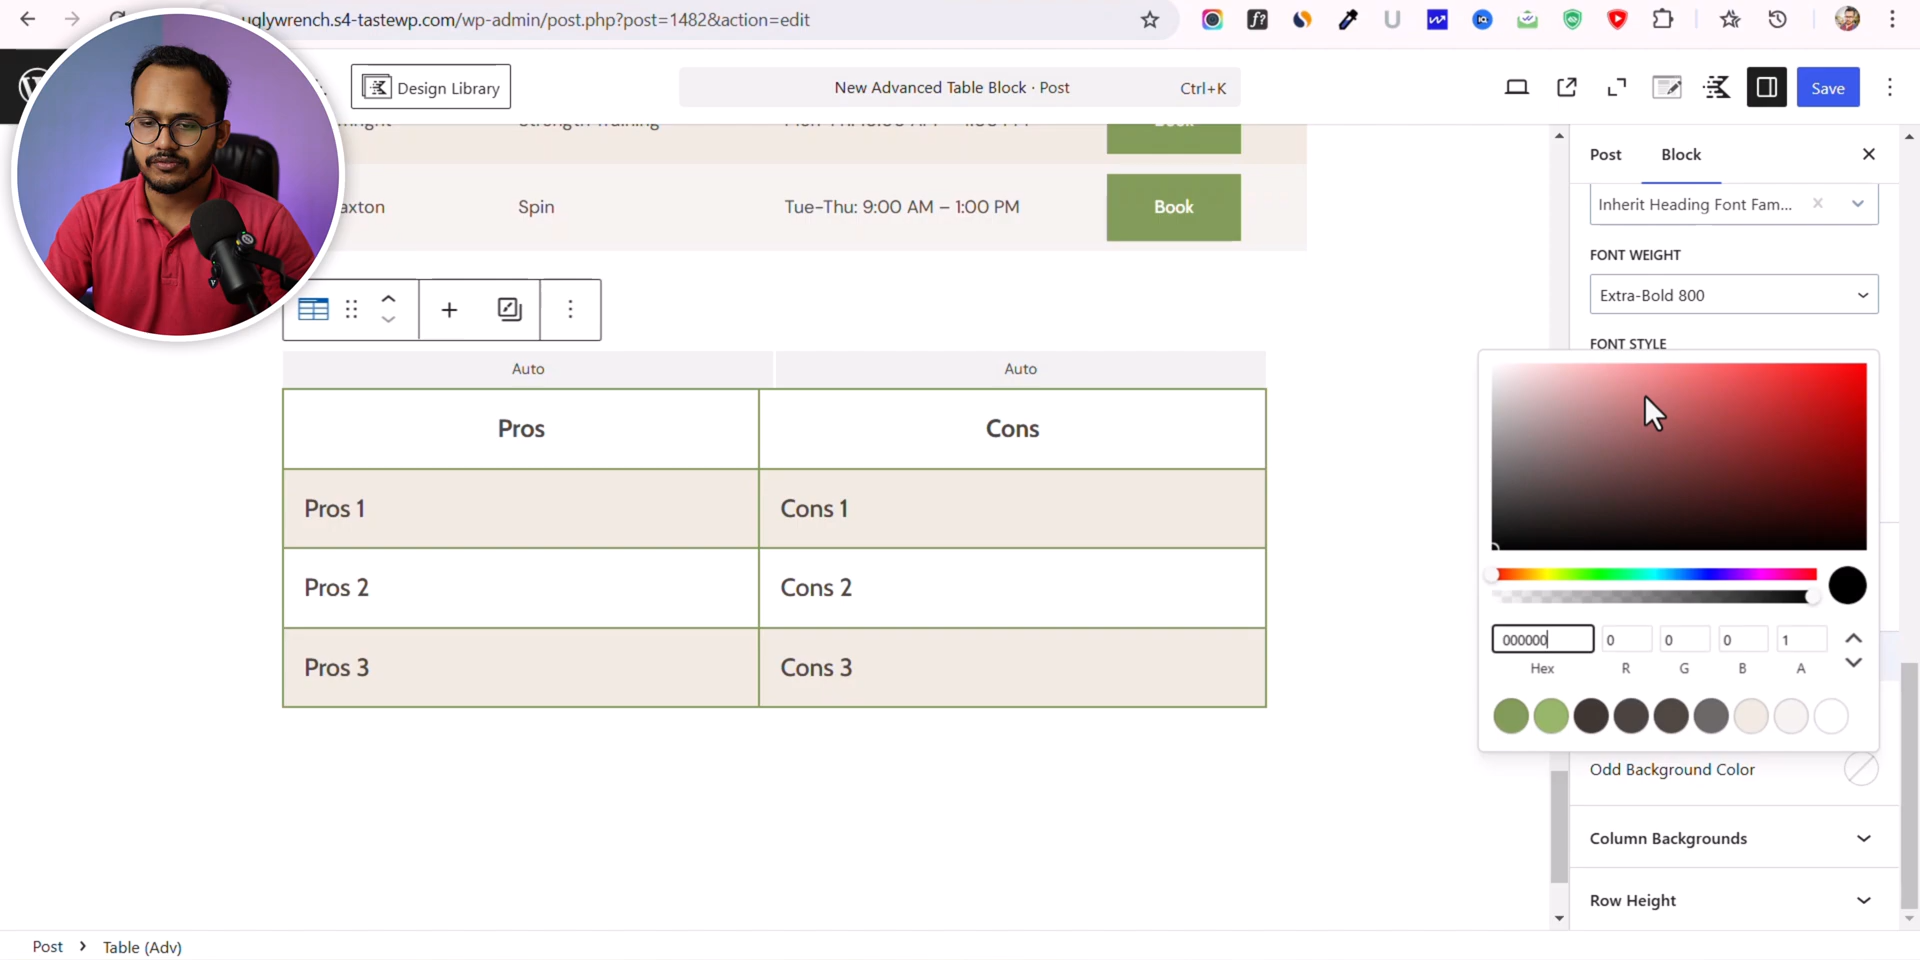 uglywrench.s4-tastewp.com/wp-admin/post.php?post=1482&action=edit
Design Library
New Advanced Table Block · Post
Ctrl+K
Save
Strength Training
Book
axton
Spin
Tue-Thu: 9:00 AM – 1:00 PM
Book
Auto
Auto
Pros
Cons
Pros 1
Cons 1
Pros 2
Cons 2
Pros 3
Cons 3
Post
Block
Inherit Heading Font Fam...
FONT WEIGHT
Extra-Bold 800
FONT STYLE
000000
0
0
0
1
Hex
R
G
B
A
Odd Background Color
Column Backgrounds
Row Height
Post
Table (Adv)